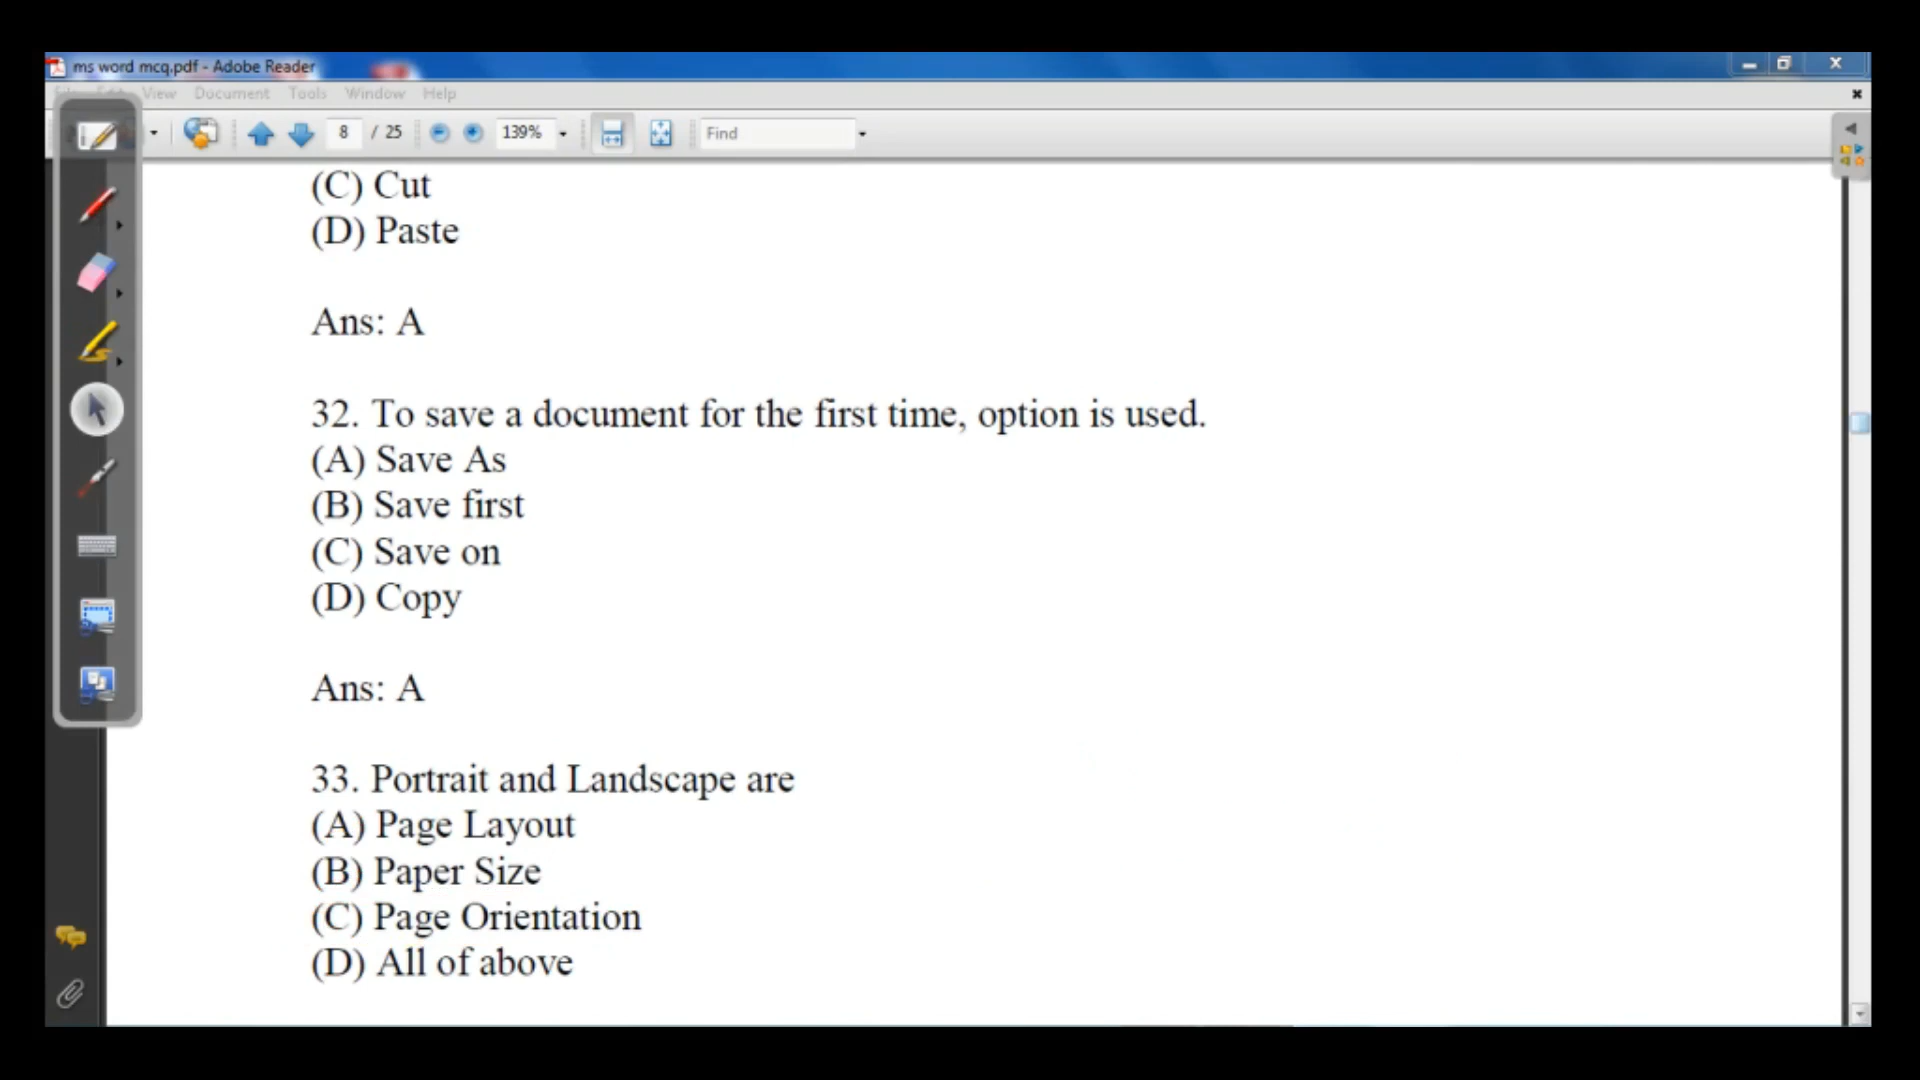 ms word mcq.pdf - Adobe Reader
View Document Tools Window Help
8 / 25 139% Find
(C) Cut
(D) Paste
Ans: A
32. To save a document for the first time, option is used.
(A) Save As
(B) Save first
(C) Save on
(D) Copy
Ans: A
33. Portrait and Landscape are
(A) Page Layout
(B) Paper Size
(C) Page Orientation
(D) All of above